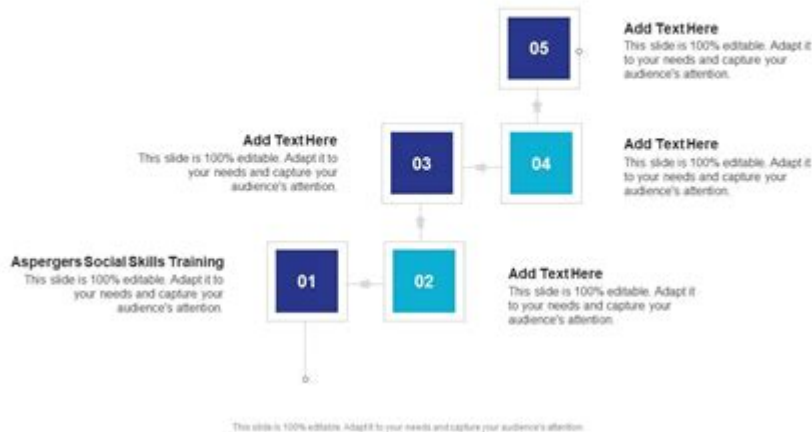 05
Add Text Here
This slide is 100% editable. Adapt it
to your needs and capture your
audience's attention.
Add Text Here
This slide is 100% editable. Adapt it to
your needs and capture your
audience's attention.
03
04
Add Text Here
This slide is 100% editable. Adapt it
to your needs and capture your
audience's attention.
Aspergers Social Skills Training
This slide is 100% editable. Adapt it to
your needs and capture your
audience's attention.
01
02
Add Text Here
This slide is 100% editable. Adapt it
to your needs and capture your
audience's attention.
This slide is 100% editable. Adapt it to your needs and capture your audience's attention.